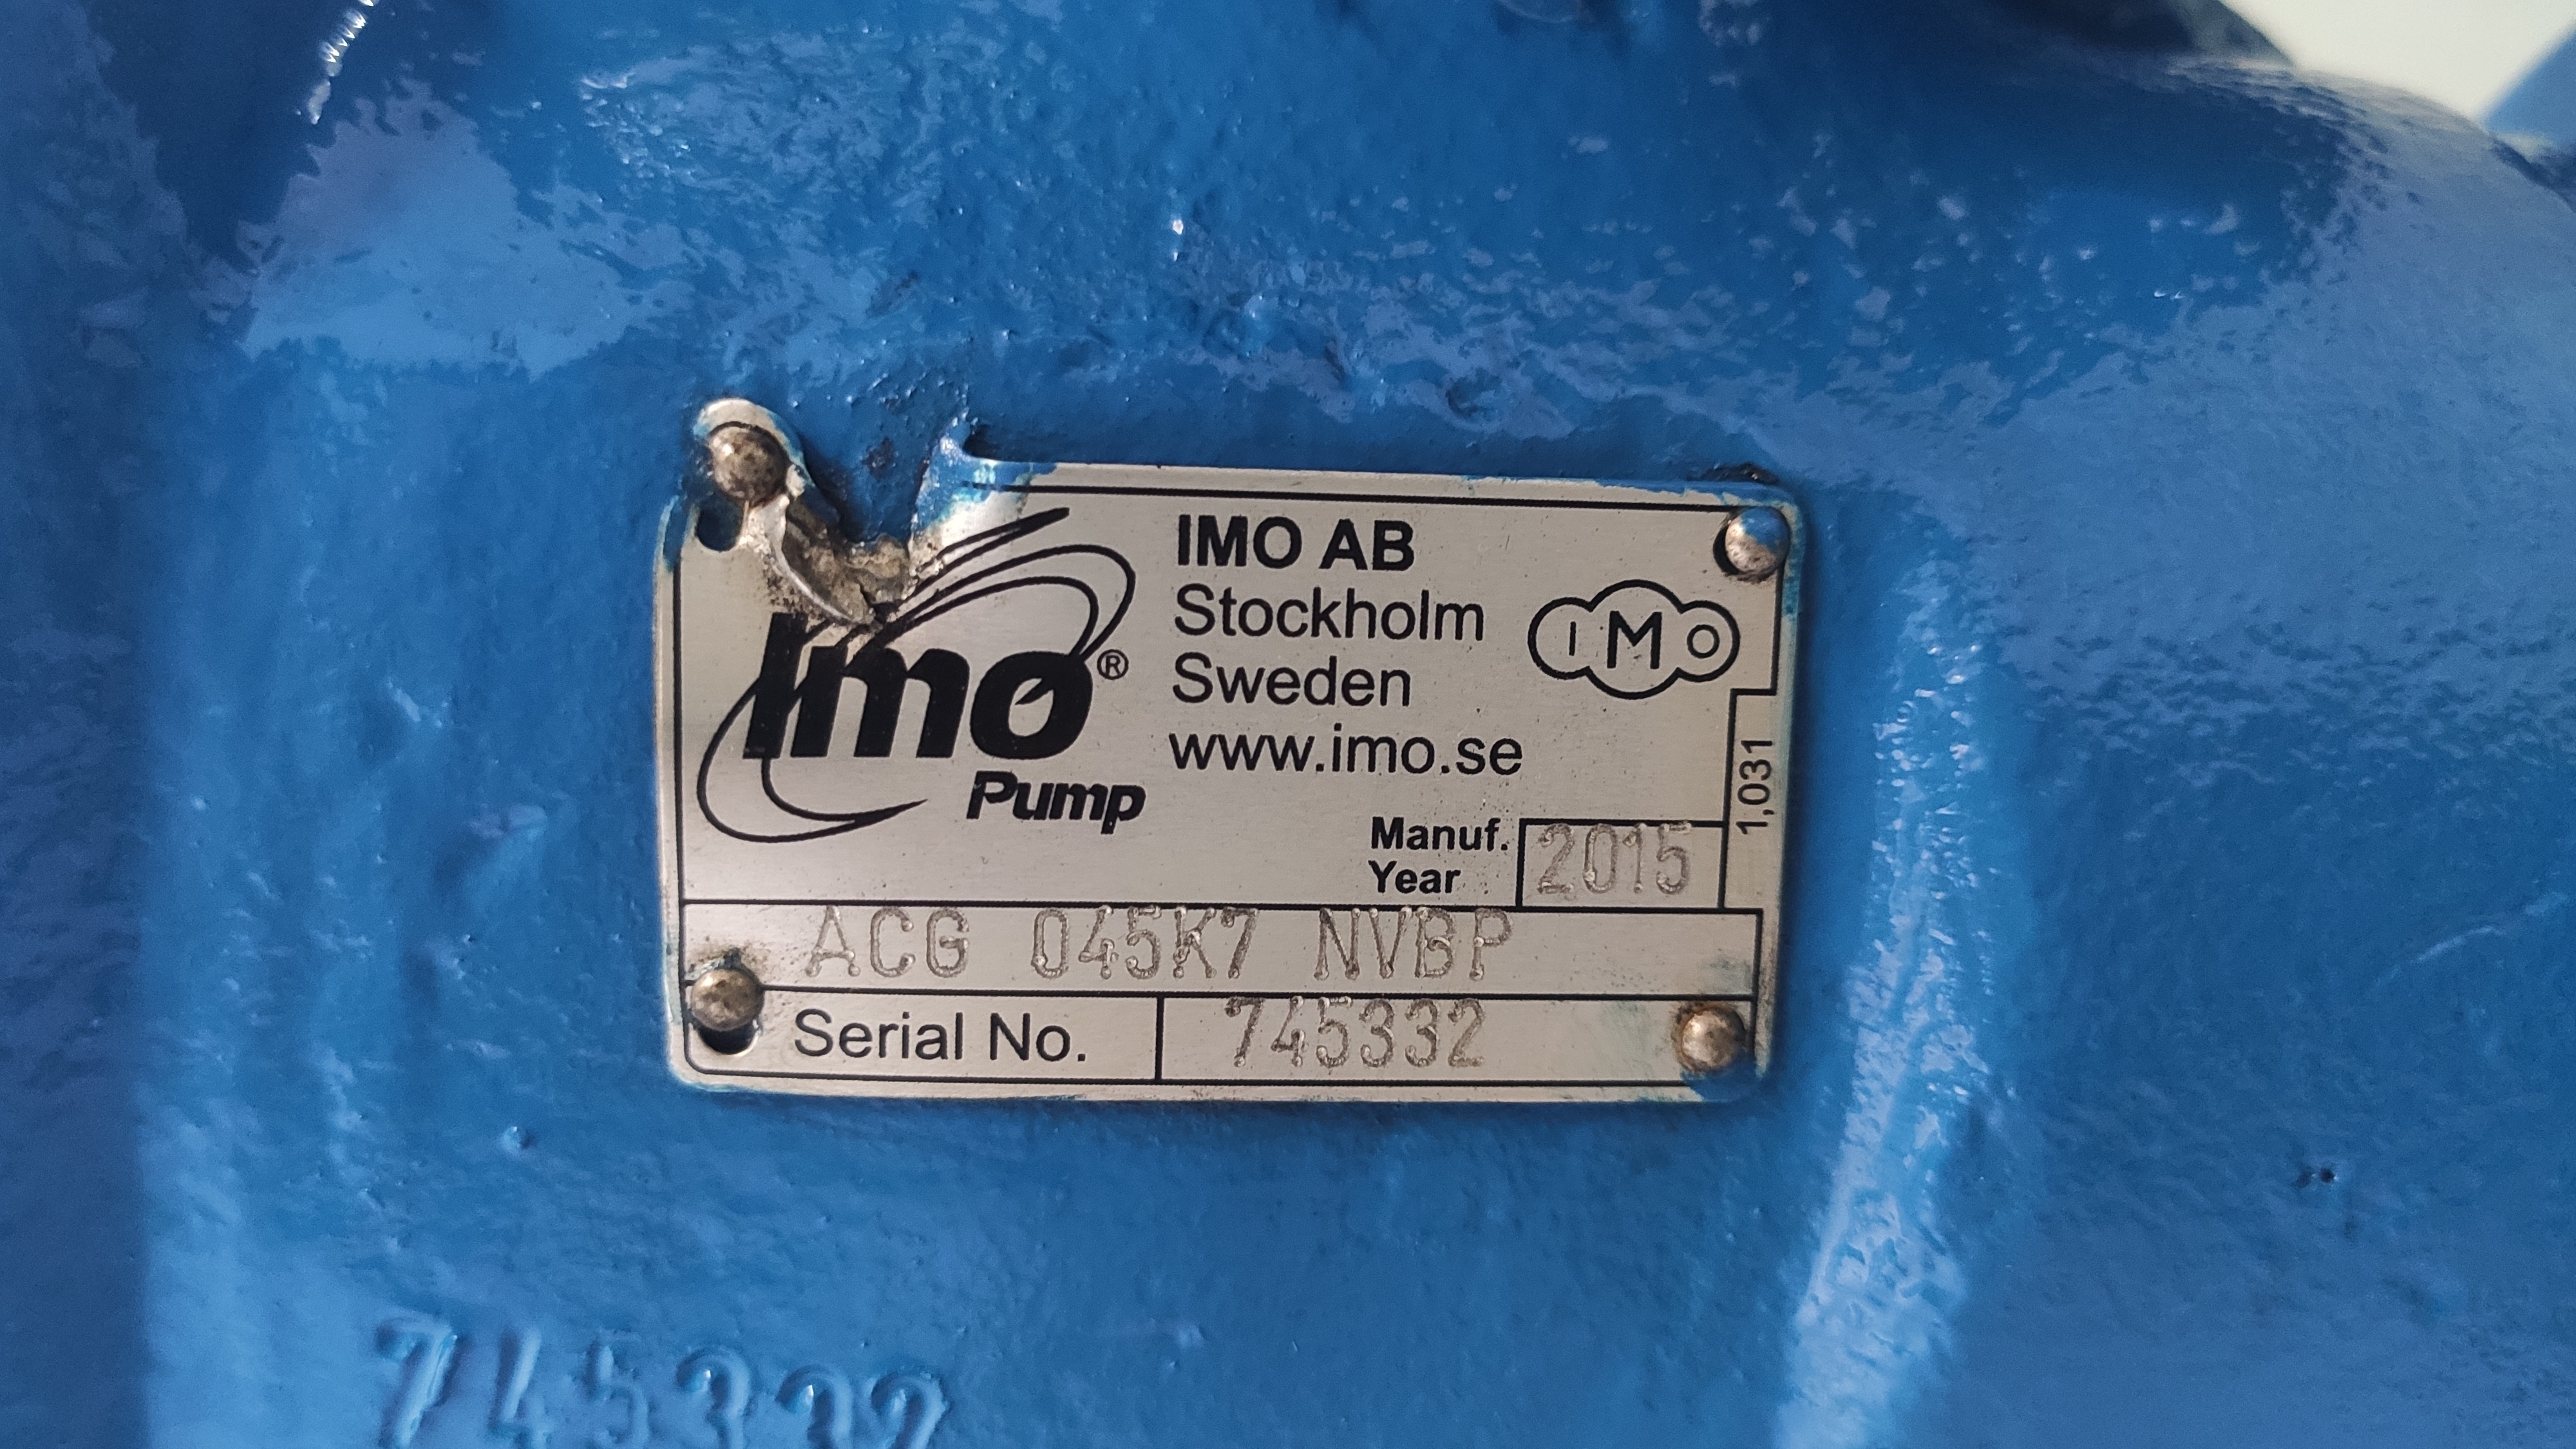 Imo®
Pump
IMO AB
Stockholm
Sweden
www.imo.se
IMO
1,031
Manuf.
Year
2015
ACG 045K7 NVBP
Serial No.
745332
745332